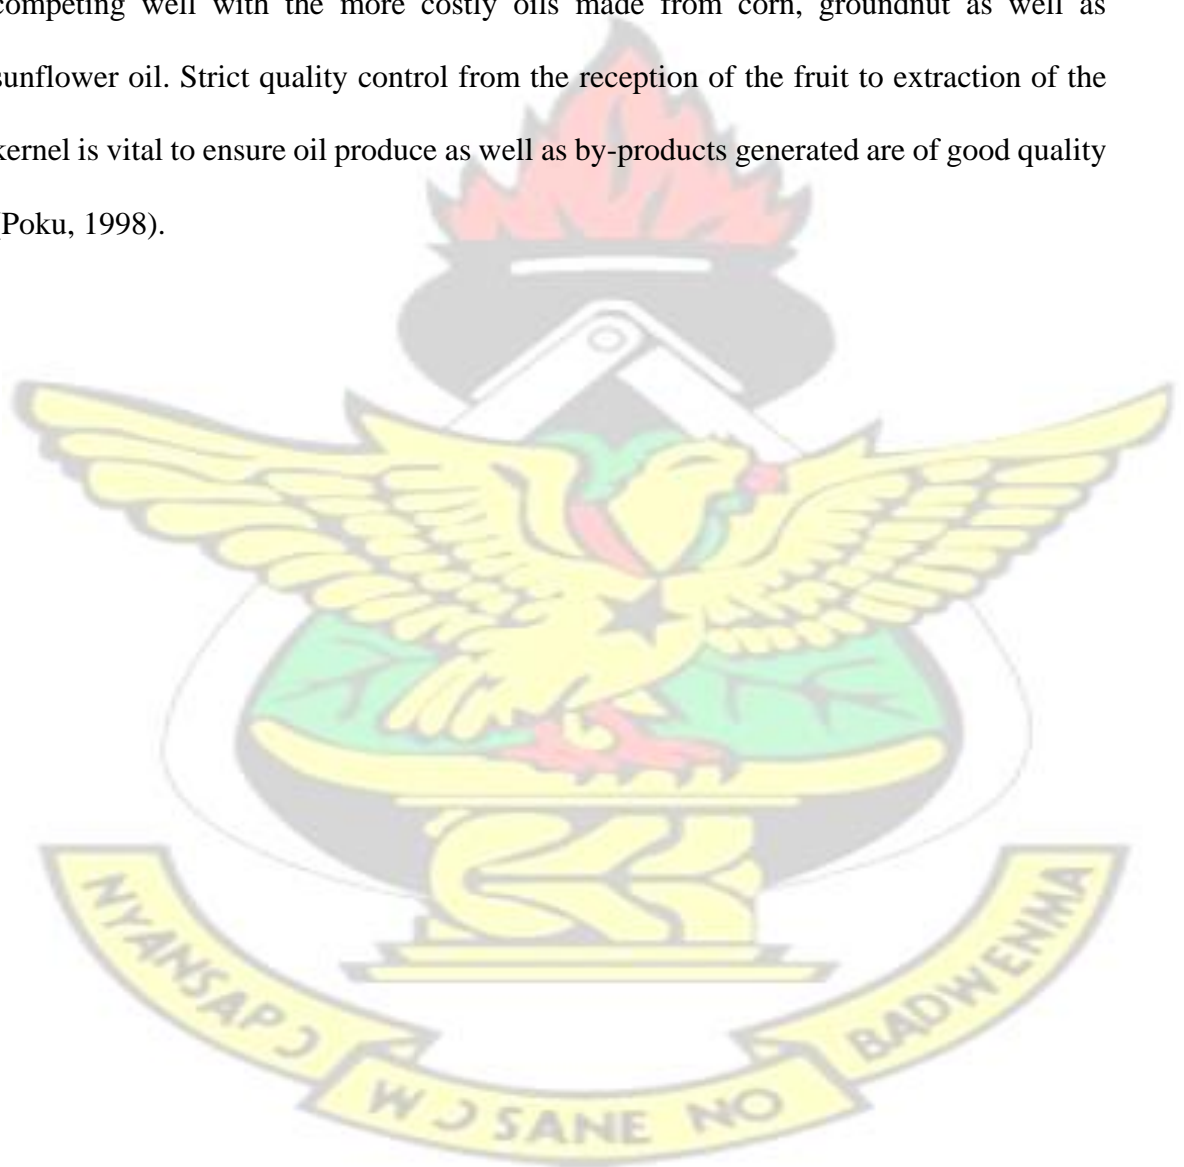 competing well with the more costly oils made from corn, groundnut as well as
sunflower oil. Strict quality control from the reception of the fruit to extraction of the
kernel is vital to ensure oil produce as well as by-products generated are of good quality
(Poku, 1998).
NYANSAPƆ
WƆSANE NO
BADWENMA